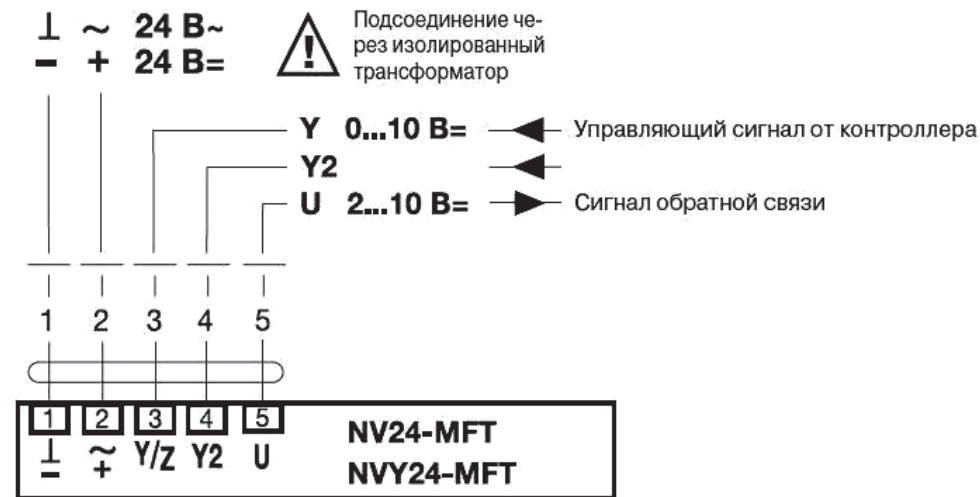 ⊥ ~ 24 В~
– + 24 В=
Подсоединение че-
рез изолированный
трансформатор
Y 0...10 В= Управляющий сигнал от контроллера
Y2
U 2...10 В= Сигнал обратной связи
1 2 3 4 5
1 2 3 4 5
⊥ ~ Y/Z Y2 U
– +
NV24-MFT
NVY24-MFT